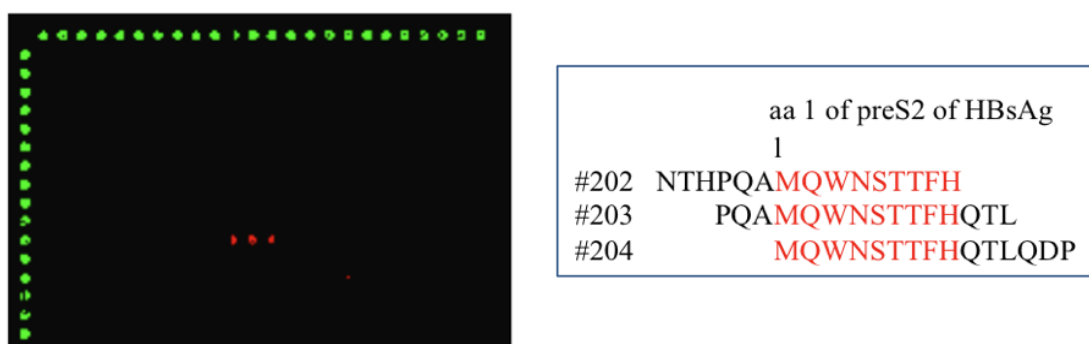 aa 1 of preS2 of HBsAg
1
#202 NTHPQAMQWNSTTFH
#203 PQAMQWNSTTFHQTL
#204 MQWNSTTFHQTLQDP